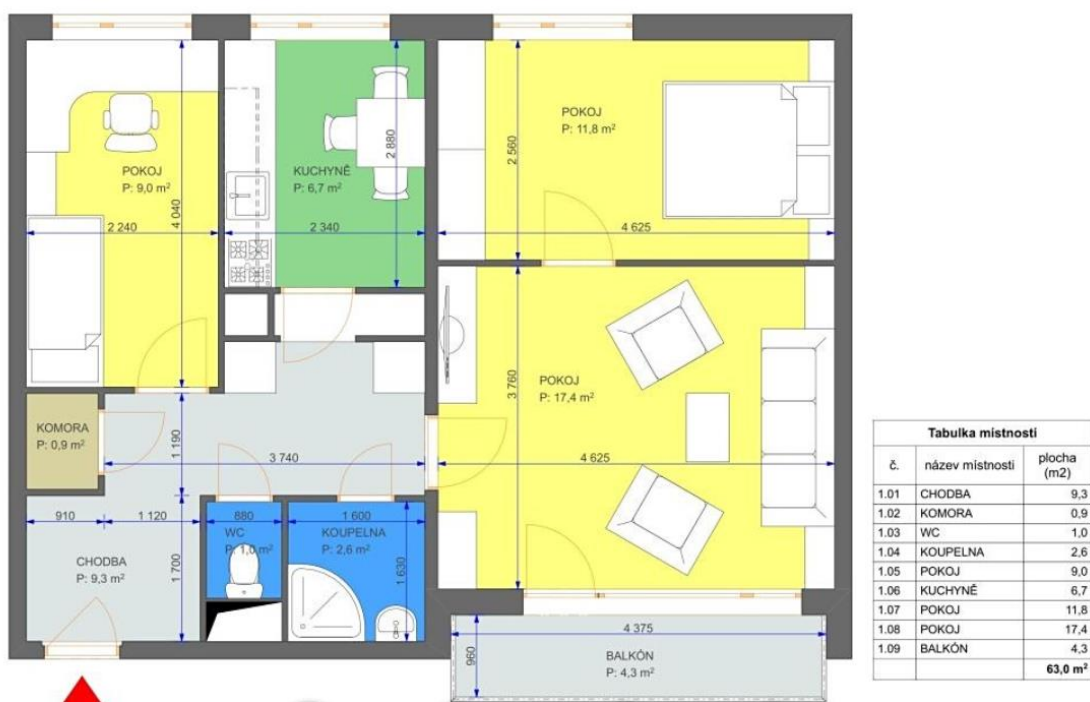 POKOJ
P: 9,0 m²
2 240
4 040
KUCHYNĚ
P: 6,7 m²
2 340
2 880
POKOJ
P: 11,8 m²
2 560
4 625
KOMORA
P: 0,9 m²
1 190
3 740
POKOJ
P: 17,4 m²
3 760
4 625
910
1 120
CHODBA
P: 9,3 m²
1 700
880
WC
P: 1,0 m²
1 600
KOUPELNA
P: 2,6 m²
1 630
4 375
960
BALKÓN
P: 4,3 m²
Tabulka místností
č. název místnosti plocha (m2)
1.01 CHODBA 9,3
1.02 KOMORA 0,9
1.03 WC 1,0
1.04 KOUPELNA 2,6
1.05 POKOJ 9,0
1.06 KUCHYNĚ 6,7
1.07 POKOJ 11,8
1.08 POKOJ 17,4
1.09 BALKÓN 4,3
63,0 m²